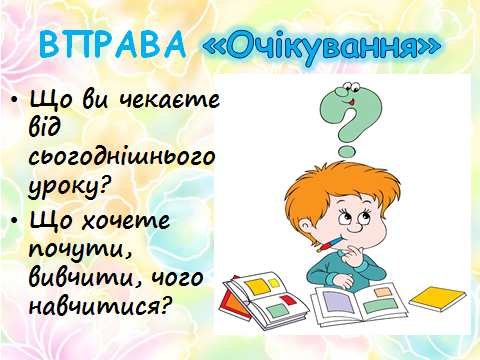 ВПРАВА «Очікування»
• Що ви чекаєте
від
сьогоднішнього
уроку?
• Що хочете
почути,
вивчити, чого
навчитися?